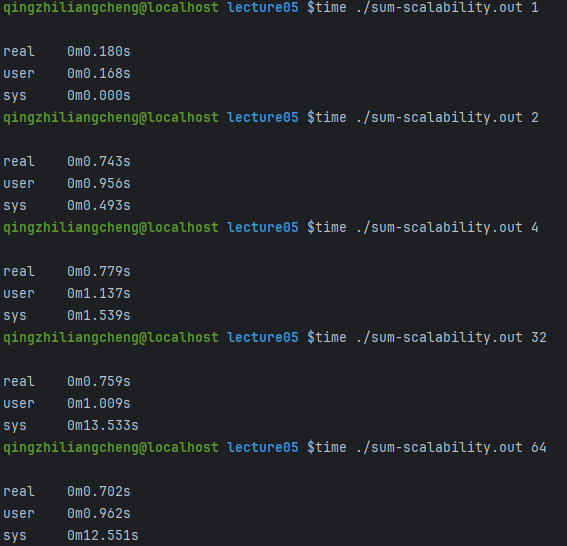 qingzhiliangcheng@localhost lecture05 $time ./sum-scalability.out 1
real 0m0.180s
user 0m0.168s
sys 0m0.000s
qingzhiliangcheng@localhost lecture05 $time ./sum-scalability.out 2
real 0m0.743s
user 0m0.956s
sys 0m0.493s
qingzhiliangcheng@localhost lecture05 $time ./sum-scalability.out 4
real 0m0.779s
user 0m1.137s
sys 0m1.539s
qingzhiliangcheng@localhost lecture05 $time ./sum-scalability.out 32
real 0m0.759s
user 0m1.009s
sys 0m13.533s
qingzhiliangcheng@localhost lecture05 $time ./sum-scalability.out 64
real 0m0.702s
user 0m0.962s
sys 0m12.551s